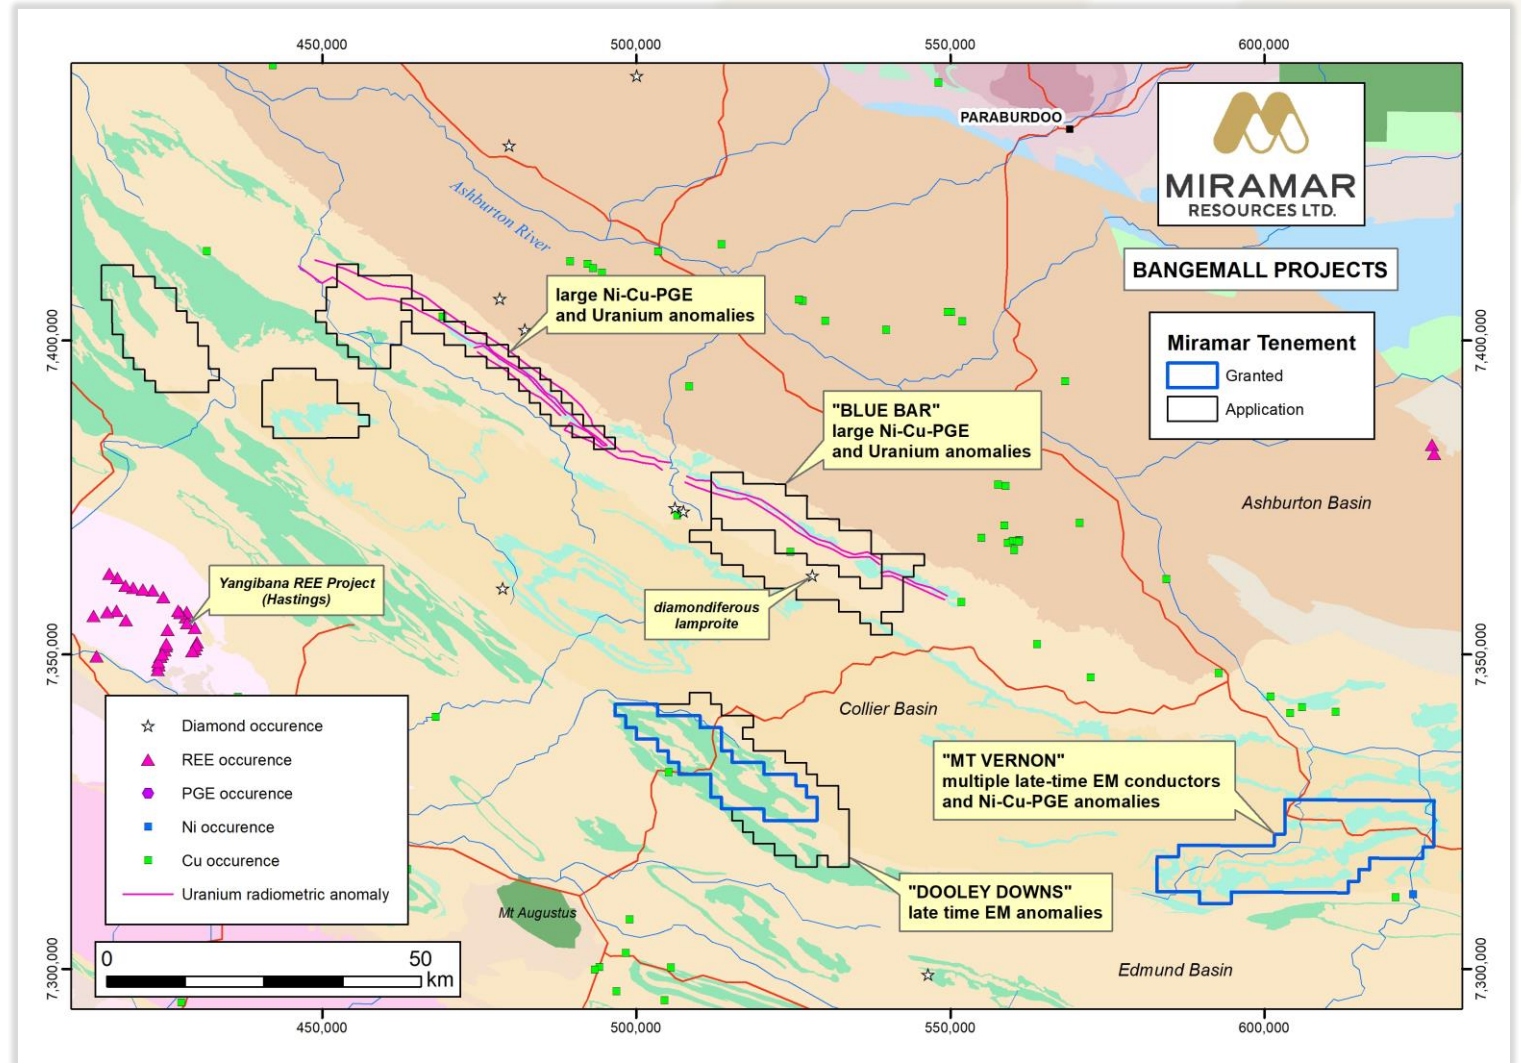 450,000
500,000
550,000
600,000
PARABURDOO
MIRAMAR
RESOURCES LTD.
BANGEMALL PROJECTS
Ashburton River
large Ni-Cu-PGE
and Uranium anomalies
7,400,000
7,400,000
Miramar Tenement
Granted
Application
"BLUE BAR"
large Ni-Cu-PGE
and Uranium anomalies
Ashburton Basin
Yangibana REE Project
(Hastings)
diamondiferous
lamproite
7,350,000
7,350,000
Collier Basin
Diamond occurence
REE occurence
PGE occurence
Ni occurence
Cu occurence
Uranium radiometric anomaly
"MT VERNON"
multiple late-time EM conductors
and Ni-Cu-PGE anomalies
"DOOLEY DOWNS"
late time EM anomalies
Mt Augustus
Edmund Basin
7,300,000
7,300,000
0 50
km
450,000
500,000
550,000
600,000